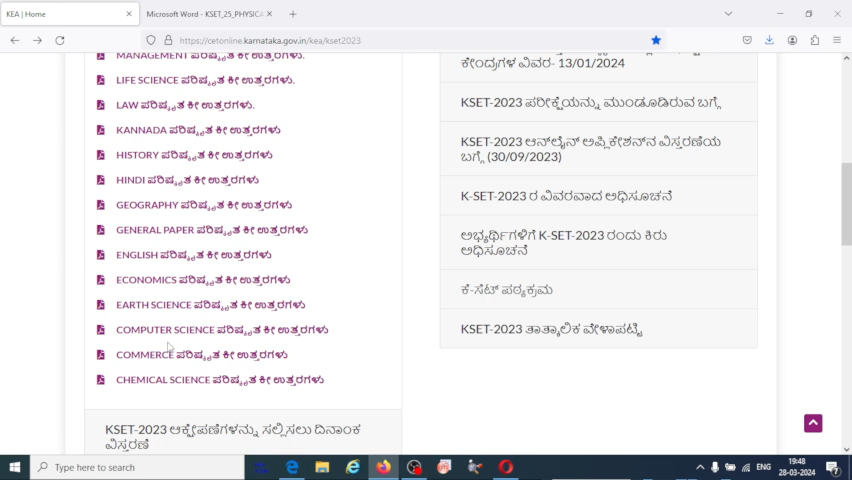 KEA | Home
Microsoft Word - KSET_25_PHYSICA
https://cetonline.karnataka.gov.in/kea/kset2023
MANAGEMENT ಪರಿಷ್ಕೃತ ಕೀ ಉತ್ತರಗಳು.
LIFE SCIENCE ಪರಿಷ್ಕೃತ ಕೀ ಉತ್ತರಗಳು.
LAW ಪರಿಷ್ಕೃತ ಕೀ ಉತ್ತರಗಳು.
KANNADA ಪರಿಷ್ಕೃತ ಕೀ ಉತ್ತರಗಳು
HISTORY ಪರಿಷ್ಕೃತ ಕೀ ಉತ್ತರಗಳು
HINDI ಪರಿಷ್ಕೃತ ಕೀ ಉತ್ತರಗಳು
GEOGRAPHY ಪರಿಷ್ಕೃತ ಕೀ ಉತ್ತರಗಳು
GENERAL PAPER ಪರಿಷ್ಕೃತ ಕೀ ಉತ್ತರಗಳು
ENGLISH ಪರಿಷ್ಕೃತ ಕೀ ಉತ್ತರಗಳು
ECONOMICS ಪರಿಷ್ಕೃತ ಕೀ ಉತ್ತರಗಳು
EARTH SCIENCE ಪರಿಷ್ಕೃತ ಕೀ ಉತ್ತರಗಳು
COMPUTER SCIENCE ಪರಿಷ್ಕೃತ ಕೀ ಉತ್ತರಗಳು
COMMERCE ಪರಿಷ್ಕೃತ ಕೀ ಉತ್ತರಗಳು
CHEMICAL SCIENCE ಪರಿಷ್ಕೃತ ಕೀ ಉತ್ತರಗಳು
KSET-2023 ಆಕ್ಷೇಪಣೆಗಳನ್ನು ಸಲ್ಲಿಸಲು ದಿನಾಂಕ
ವಿಸ್ತರಣೆ
ಕೇಂದ್ರಗಳ ವಿವರ- 13/01/2024
KSET-2023 ಪರೀಕ್ಷೆಯನ್ನು ಮುಂಡೂಡಿರುವ ಬಗ್ಗೆ
KSET-2023 ಆನ್‌ಲೈನ್ ಅಪ್ಲಿಕೇಶನ್‌ನ ವಿಸ್ತರಣೆಯ
ಬಗ್ಗೆ (30/09/2023)
K-SET-2023 ರ ವಿವರವಾದ ಅಧಿಸೂಚನೆ
ಅಭ್ಯರ್ಥಿಗಳಿಗೆ K-SET-2023 ರಂದು ಕಿರು
ಅಧಿಸೂಚನೆ
ಕೆ-ಸೆಟ್ ಪಠ್ಯಕ್ರಮ
KSET-2023 ತಾತ್ಕಾಲಿಕ ವೇಳಾಪಟ್ಟಿ
Type here to search
ENG
19:48
28-03-2024